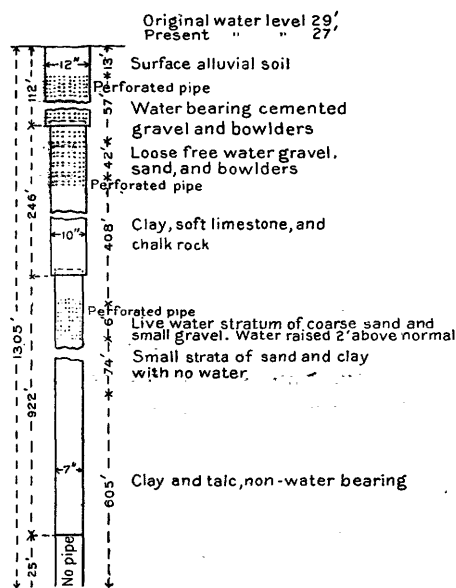 Original water level 29'
Present " " 27'
12"
13'
Surface alluvial soil
Perforated pipe
112'
57'
Water bearing cemented
gravel and bowlders
42'
Loose free water gravel,
sand, and bowlders
Perforated pipe
246'
10"
408'
Clay, soft limestone, and
chalk rock
Perforated pipe
6'
Live water stratum of coarse sand and
small gravel. Water raised 2' above normal
1305'
74'
Small strata of sand and clay
with no water
922'
7"
605'
Clay and talc, non-water bearing
No pipe
25'